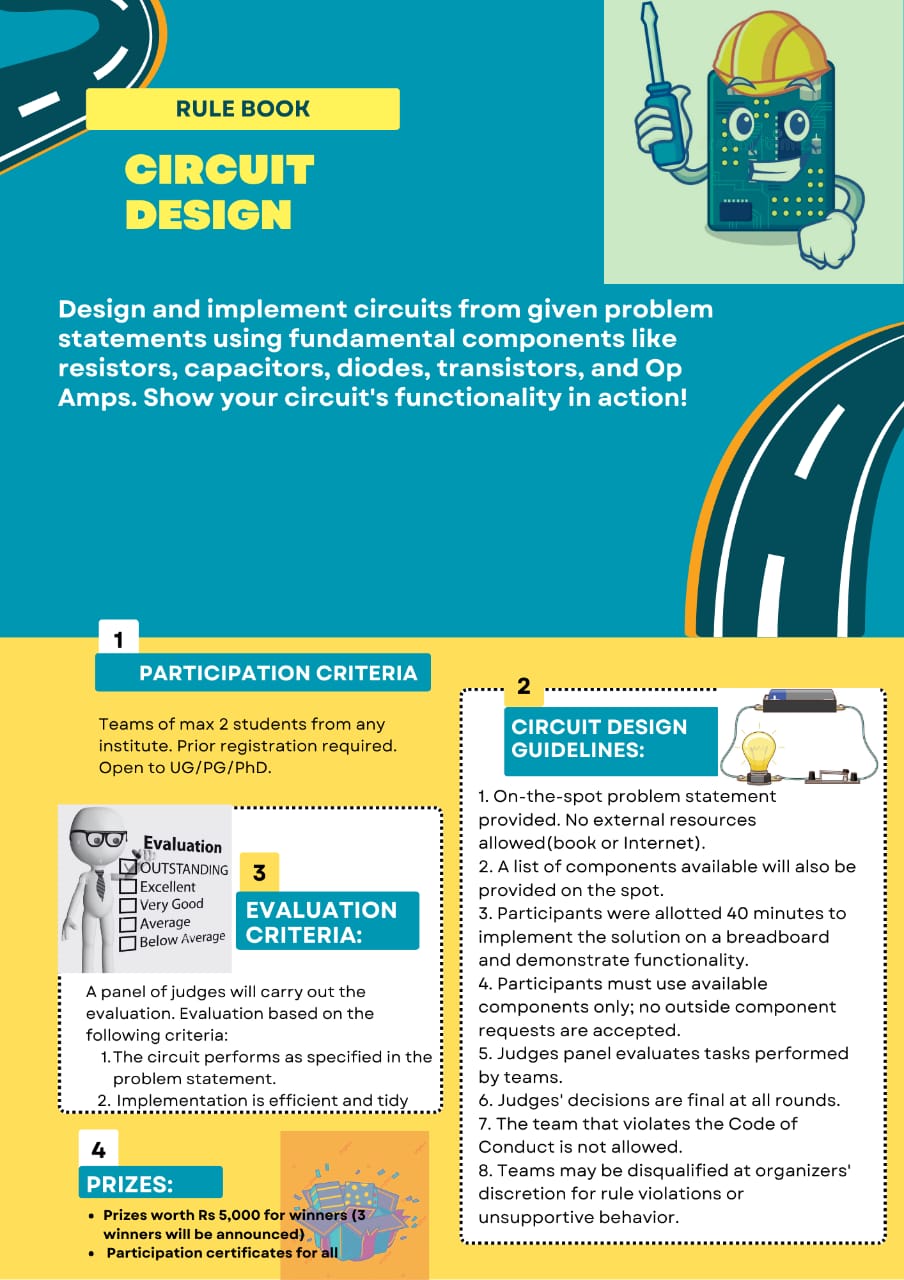 RULE BOOK
CIRCUIT
DESIGN
Design and implement circuits from given problem
statements using fundamental components like
resistors, capacitors, diodes, transistors, and Op
Amps. Show your circuit's functionality in action!
1
PARTICIPATION CRITERIA
Teams of max 2 students from any
institute. Prior registration required.
Open to UG/PG/PhD.
2
CIRCUIT DESIGN
GUIDELINES:
1. On-the-spot problem statement
provided. No external resources
allowed(book or Internet).
2. A list of components available will also be
provided on the spot.
3. Participants were allotted 40 minutes to
implement the solution on a breadboard
and demonstrate functionality.
4. Participants must use available
components only; no outside component
requests are accepted.
5. Judges panel evaluates tasks performed
by teams.
6. Judges' decisions are final at all rounds.
7. The team that violates the Code of
Conduct is not allowed.
8. Teams may be disqualified at organizers'
discretion for rule violations or
unsupportive behavior.
Evaluation
OUTSTANDING
Excellent
Very Good
Average
Below Average
3
EVALUATION
CRITERIA:
A panel of judges will carry out the
evaluation. Evaluation based on the
following criteria:
1. The circuit performs as specified in the
problem statement.
2. Implementation is efficient and tidy
4
PRIZES:
• Prizes worth Rs 5,000 for winners (3
winners will be announced)
• Participation certificates for all